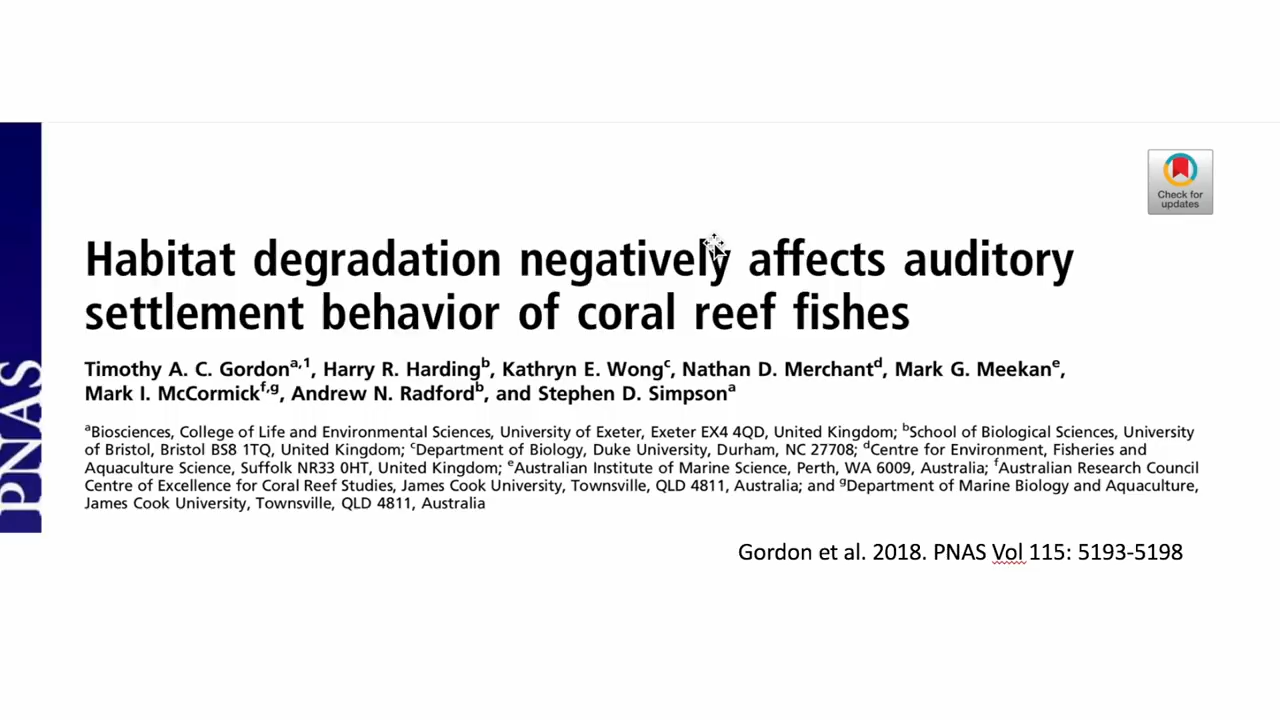 PNAS
Check for
updates
Habitat degradation negatively affects auditory
settlement behavior of coral reef fishes
Timothy A. C. Gordonᵃ,¹, Harry R. Hardingᵇ, Kathryn E. Wongᶜ, Nathan D. Merchantᵈ, Mark G. Meekanᵉ,
Mark I. McCormickᶠ,ᵍ, Andrew N. Radfordᵇ, and Stephen D. Simpsonᵃ
ᵃBiosciences, College of Life and Environmental Sciences, University of Exeter, Exeter EX4 4QD, United Kingdom; ᵇSchool of Biological Sciences, University
of Bristol, Bristol BS8 1TQ, United Kingdom; ᶜDepartment of Biology, Duke University, Durham, NC 27708; ᵈCentre for Environment, Fisheries and
Aquaculture Science, Suffolk NR33 0HT, United Kingdom; ᵉAustralian Institute of Marine Science, Perth, WA 6009, Australia; ᶠAustralian Research Council
Centre of Excellence for Coral Reef Studies, James Cook University, Townsville, QLD 4811, Australia; and ᵍDepartment of Marine Biology and Aquaculture,
James Cook University, Townsville, QLD 4811, Australia
Gordon et al. 2018. PNAS Vol 115: 5193-5198